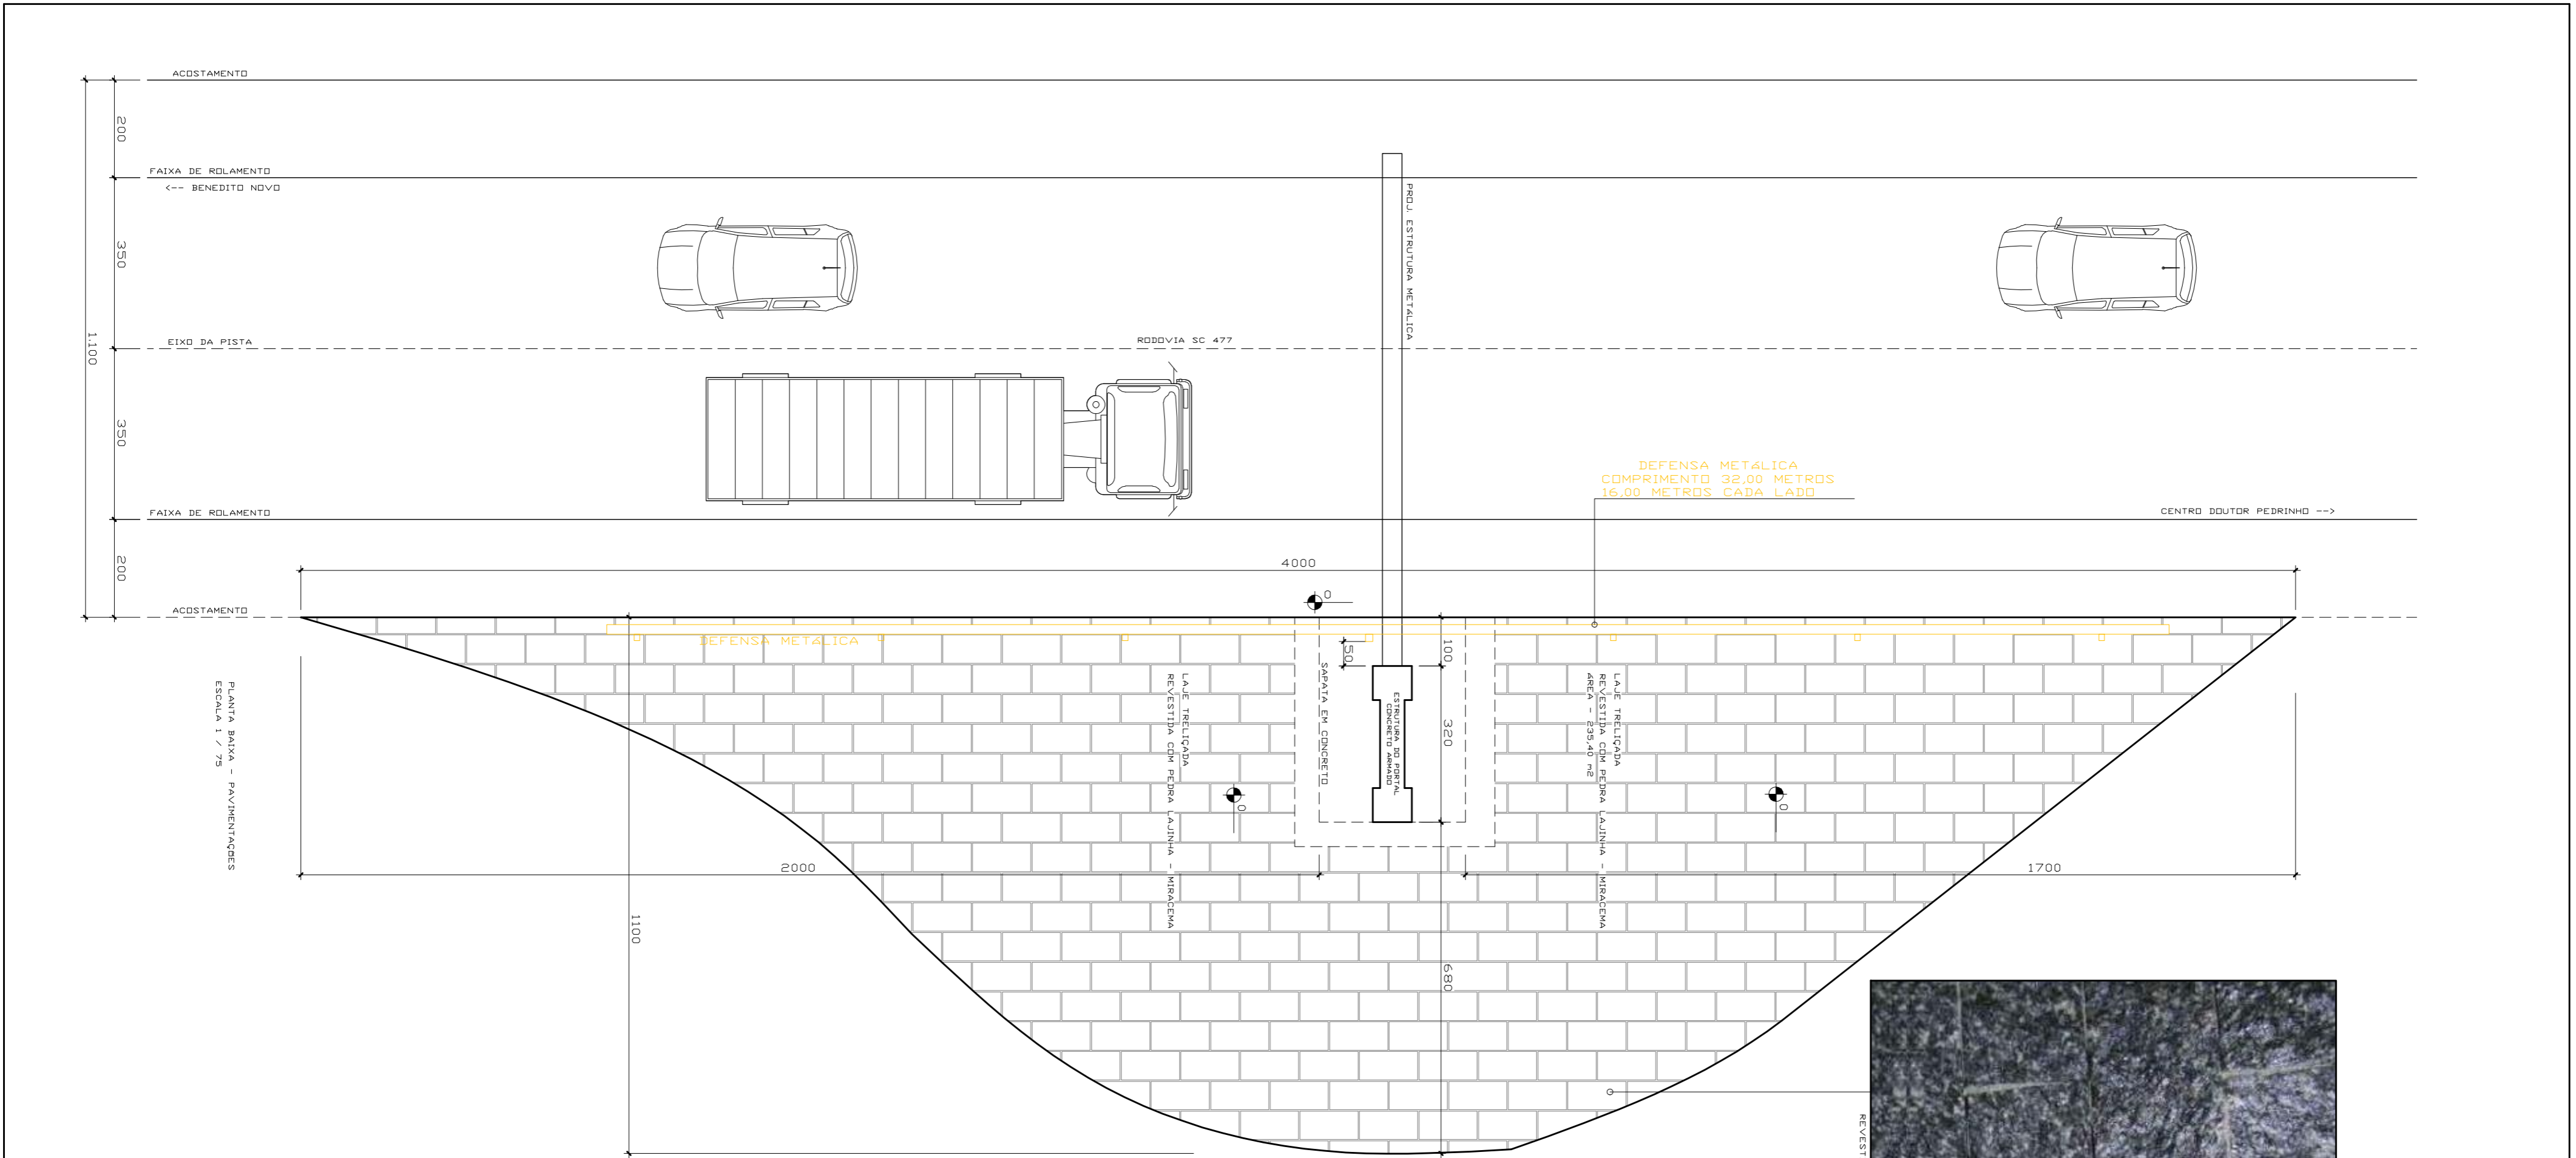 ACOSTAMENTO
200
FAIXA DE ROLAMENTO
<-- BENEDITO NOVO
350
PROJ. ESTRUTURA METÁLICA
1.100
EIXO DA PISTA
RODOVIA SC 477
350
DEFENSA METÁLICA
COMPRIMENTO 32,00 METROS
16,00 METROS CADA LADO
FAIXA DE ROLAMENTO
CENTRO DOUTOR PEDRINHO -->
200
4000
0
ACOSTAMENTO
DEFENSA METÁLICA
50
100
PLANTA BAIXA - PAVIMENTAÇÕES
ESCALA 1 / 75
LAJE TRELIÇADA
REVESTIDA COM PEDRA LAJINHA - MIRACEMA
SAPATA EM CONCRETO
ESTRUTURA DO PORTAL
CONCRETO ARMADO
320
LAJE TRELIÇADA
REVESTIDA COM PEDRA LAJINHA - MIRACEMA
ÁREA - 235,40 m2
0
0
2000
1700
1100
680
REVEST